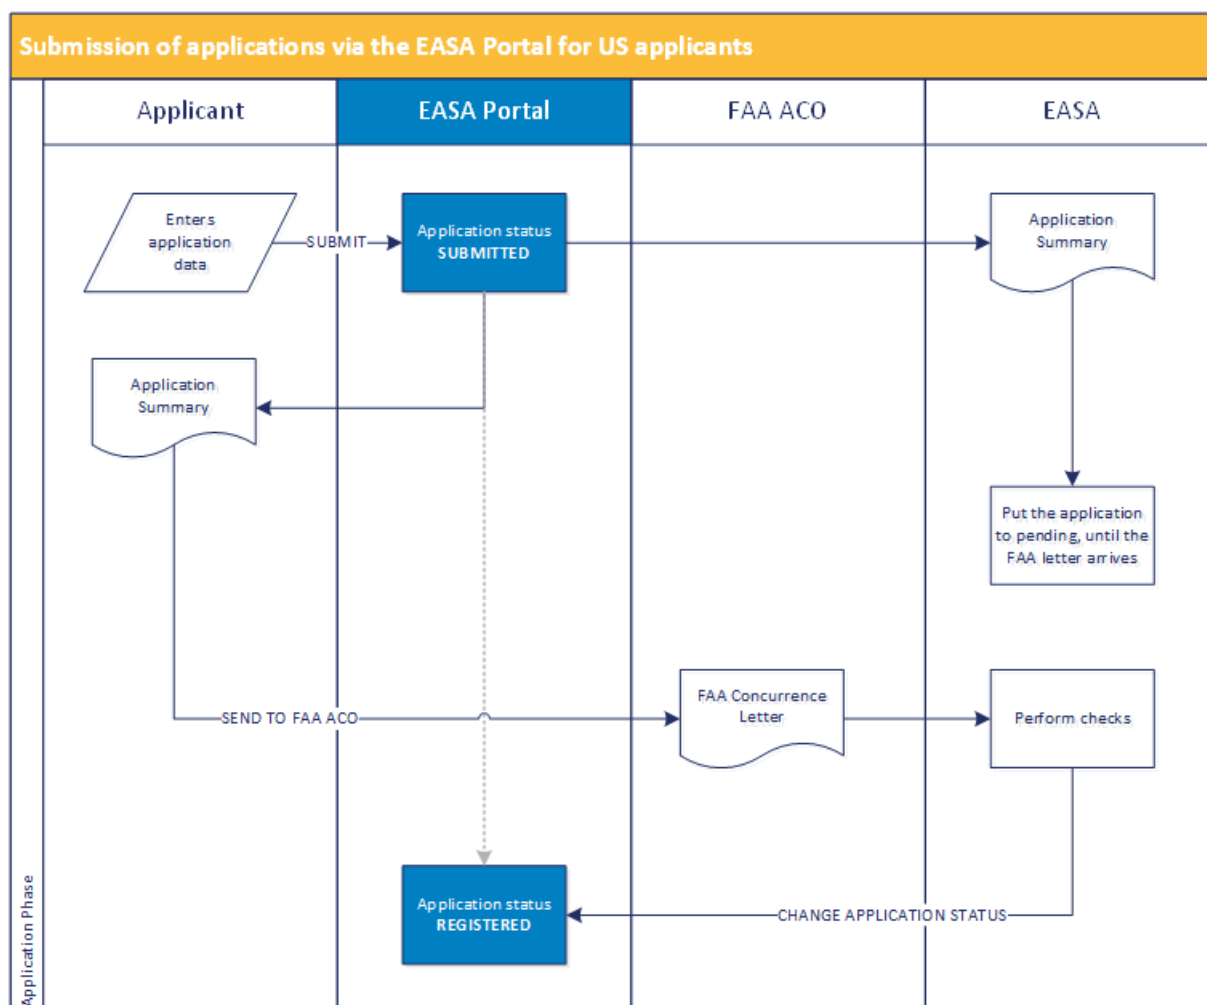 Submission of applications via the EASA Portal for US applicants
Applicant
EASA Portal
FAA ACO
EASA
Enters
application
data
SUBMIT
Application status
SUBMITTED
Application
Summary
Application
Summary
Put the application
to pending, until the
FAA letter arrives
SEND TO FAA ACO
FAA Concurrence
Letter
Perform checks
Application status
REGISTERED
CHANGE APPLICATION STATUS
Application Phase